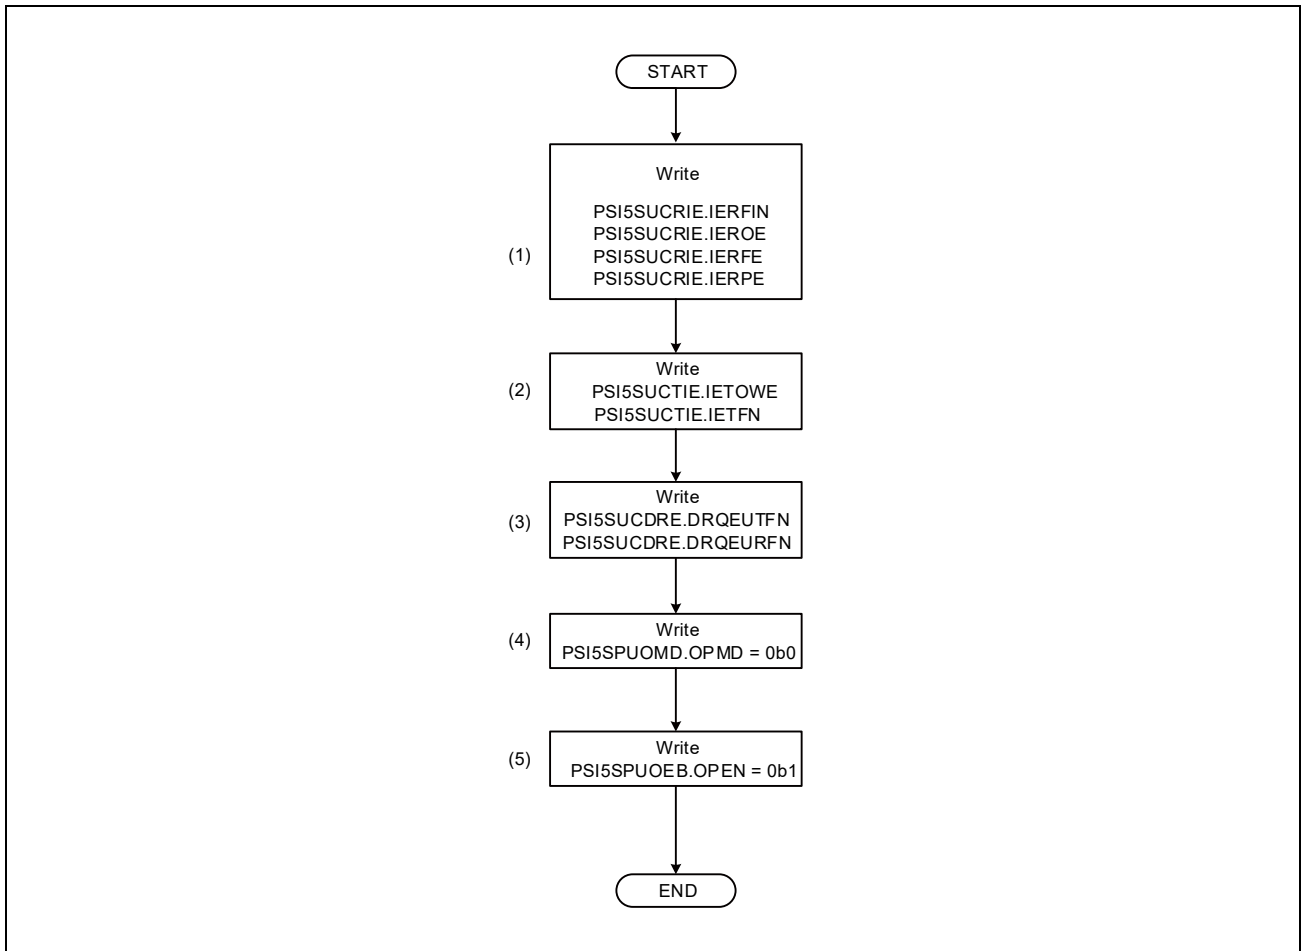 START
Write
PSI5SUCRIE.IERFIN
PSI5SUCRIE.IEROE
(1)
PSI5SUCRIE.IERFE
PSI5SUCRIE.IERPE
Write
(2)
PSI5SUCTIE.IETOWE
PSI5SUCTIE.IETFN
Write
(3)
PSI5SUCDRE.DRQEUTFN
PSI5SUCDRE.DRQEURFN
Write
(4)
PSI5SPUOMD.OPMD = 0b0
Write
(5)
PSI5SPUOEB.OPEN = 0b1
END